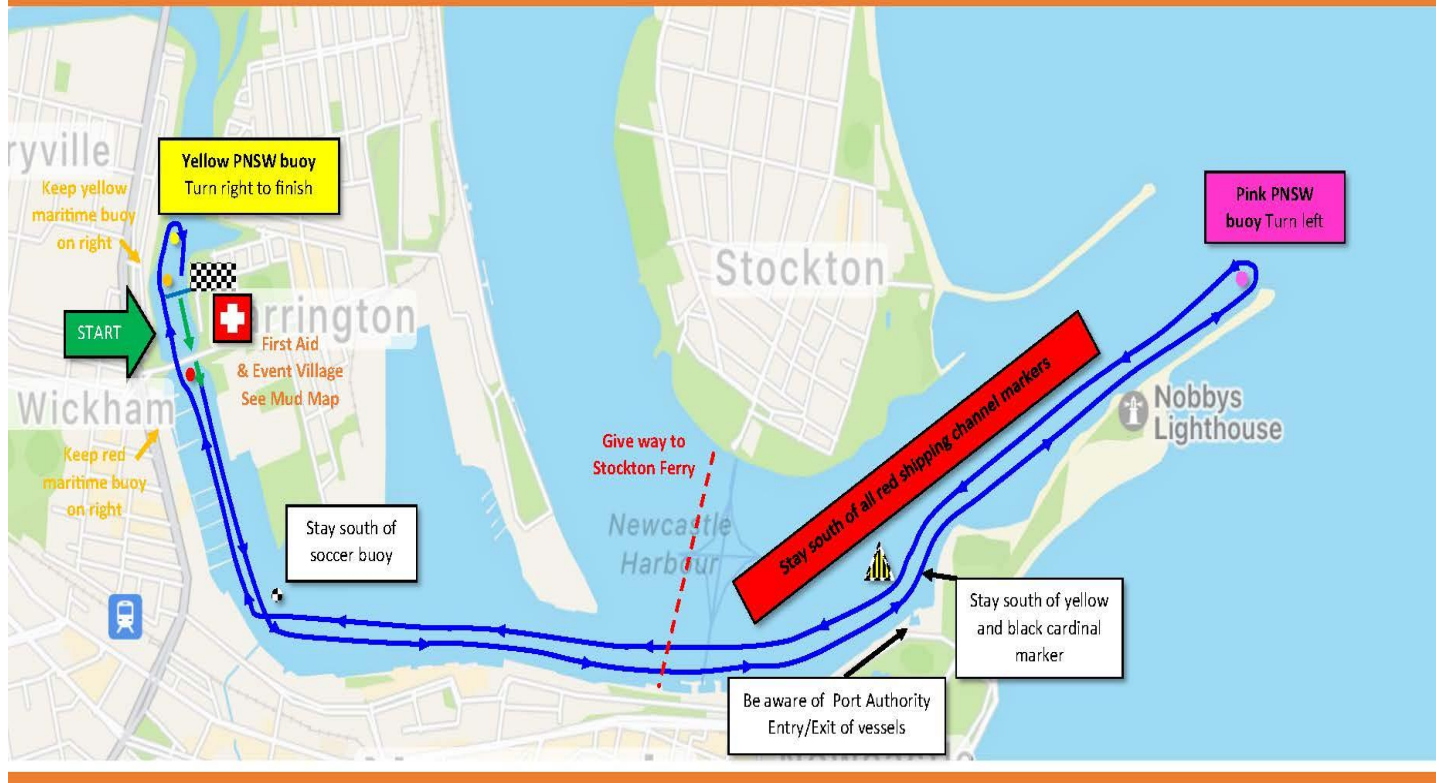 ryville
Yellow PNSW buoy
Turn right to finish
Keep yellow
maritime buoy
on right
Pink PNSW
buoy Turn left
Stockton
START
rrington
First Aid
& Event Village
See Mud Map
Wickham
Keep red
maritime buoy
on right
Nobbys
Lighthouse
Stay south of all red shipping channel markers
Give way to
Stockton Ferry
Stay south of
soccer buoy
Newcastle
Harbour
Stay south of yellow
and black cardinal
marker
Be aware of Port Authority
Entry/Exit of vessels